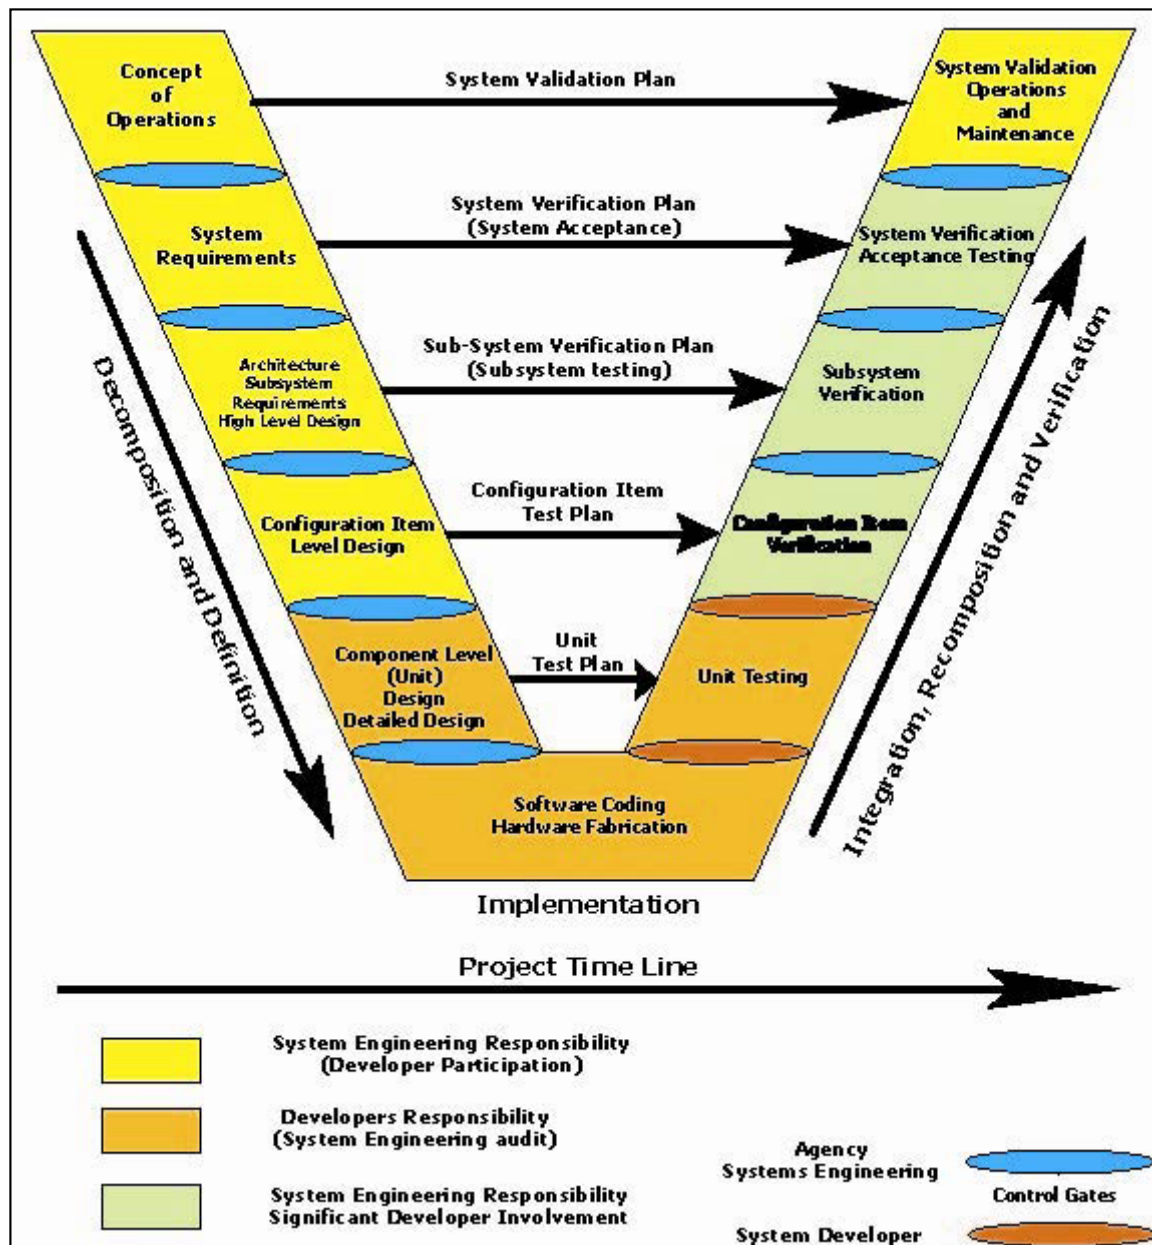 Concept
of
Operations
System Validation Plan
System Validation
Operations
and
Maintenance
System
Requirements
System Verification Plan
(System Acceptance)
System Verification
Acceptance Testing
Architecture
Subsystem
Requirements
High Level Design
Sub-System Verification Plan
(Subsystem testing)
Subsystem
Verification
Configuration Item
Level Design
Configuration Item
Test Plan
Configuration Item
Verification
Component Level
(Unit)
Design
Detailed Design
Unit
Test Plan
Unit Testing
Software Coding
Hardware Fabrication
Decomposition and Definition
Integration, Recomposition and Verification
Implementation
Project Time Line
System Engineering Responsibility
(Developer Participation)
Developers Responsibility
(System Engineering audit)
System Engineering Responsibility
Significant Developer Involvement
Agency
Systems Engineering
Control Gates
System Developer